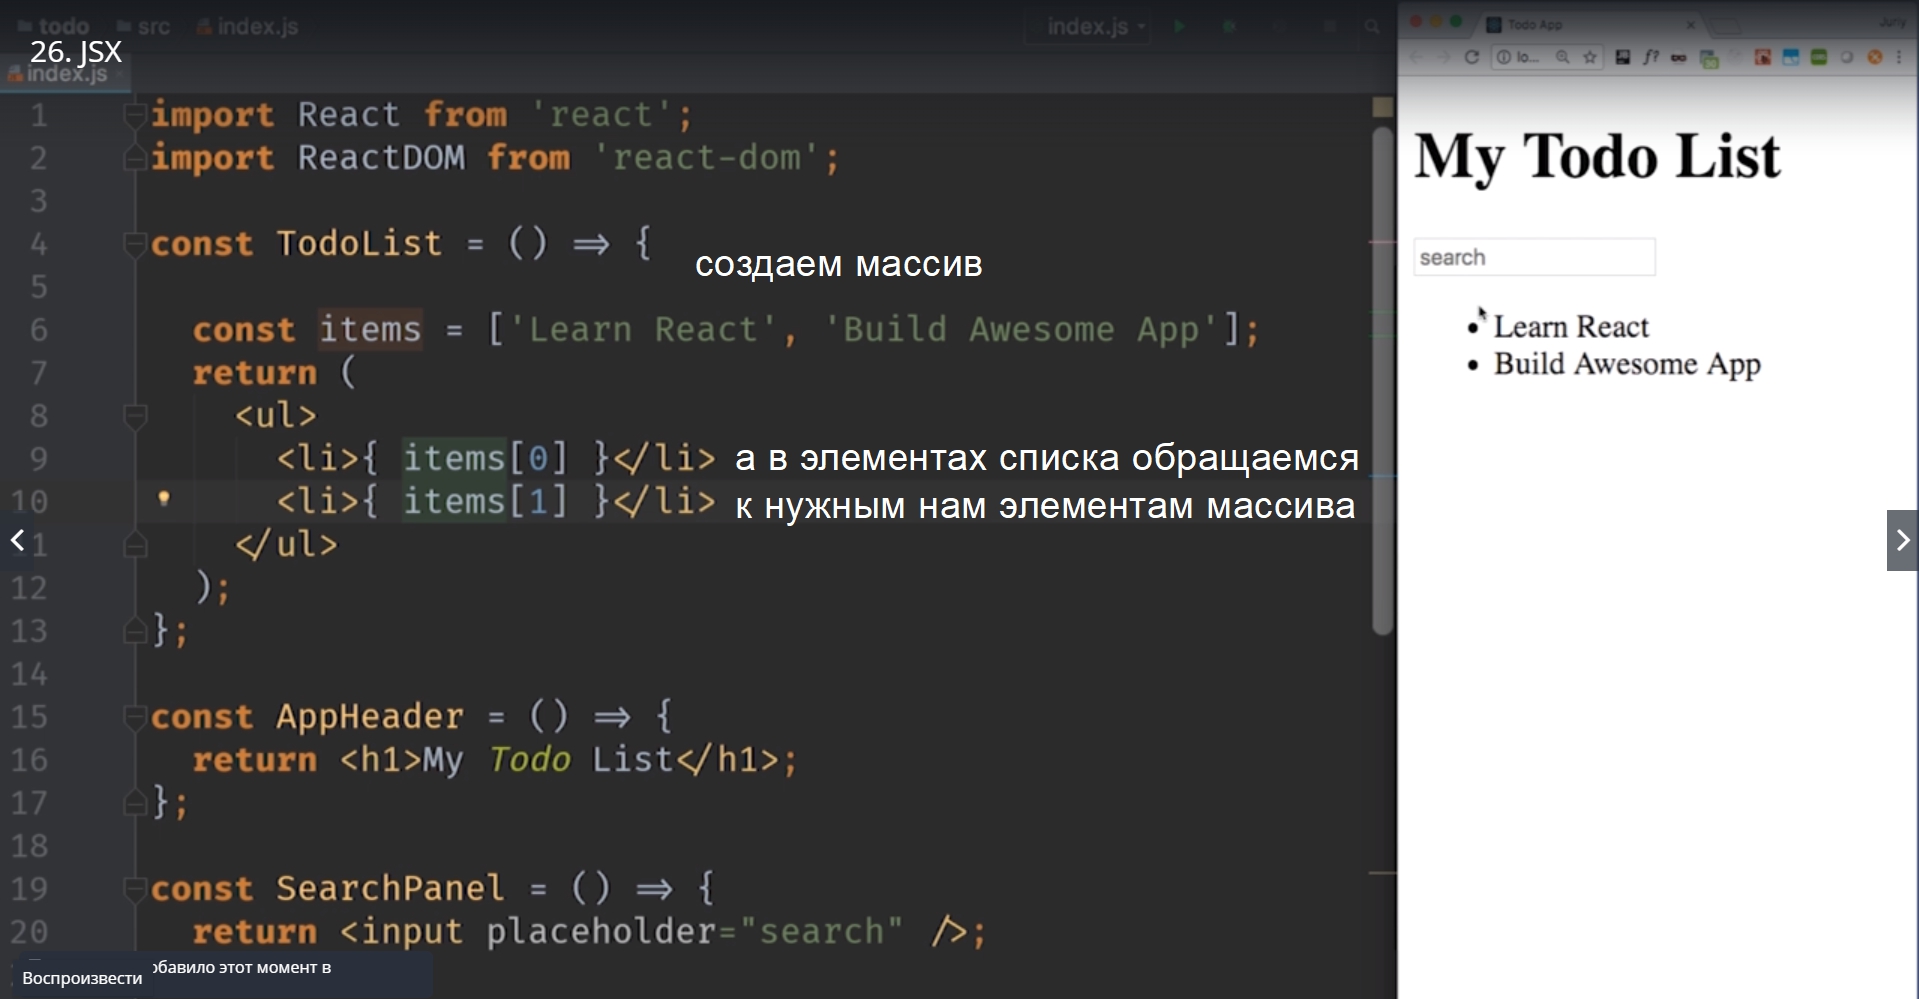 todo src index.js
index.js
26. JSX
index.js
1 import React from 'react';
2 import ReactDOM from 'react-dom';
3
4 const TodoList = () => {
создаем массив
5
6 const items = ['Learn React', 'Build Awesome App'];
7 return (
8 <ul>
9 <li>{ items[0] }</li> а в элементах списка обращаемся
10 <li>{ items[1] }</li> к нужным нам элементам массива
11 </ul>
12 );
13 };
14
15 const AppHeader = () => {
16 return <h1>My Todo List</h1>;
17 };
18
19 const SearchPanel = () => {
20 return <input placeholder="search" />;
Воспроизвести
этот момент в
Todo App
lo...
f?
My Todo List
search
• Learn React
• Build Awesome App